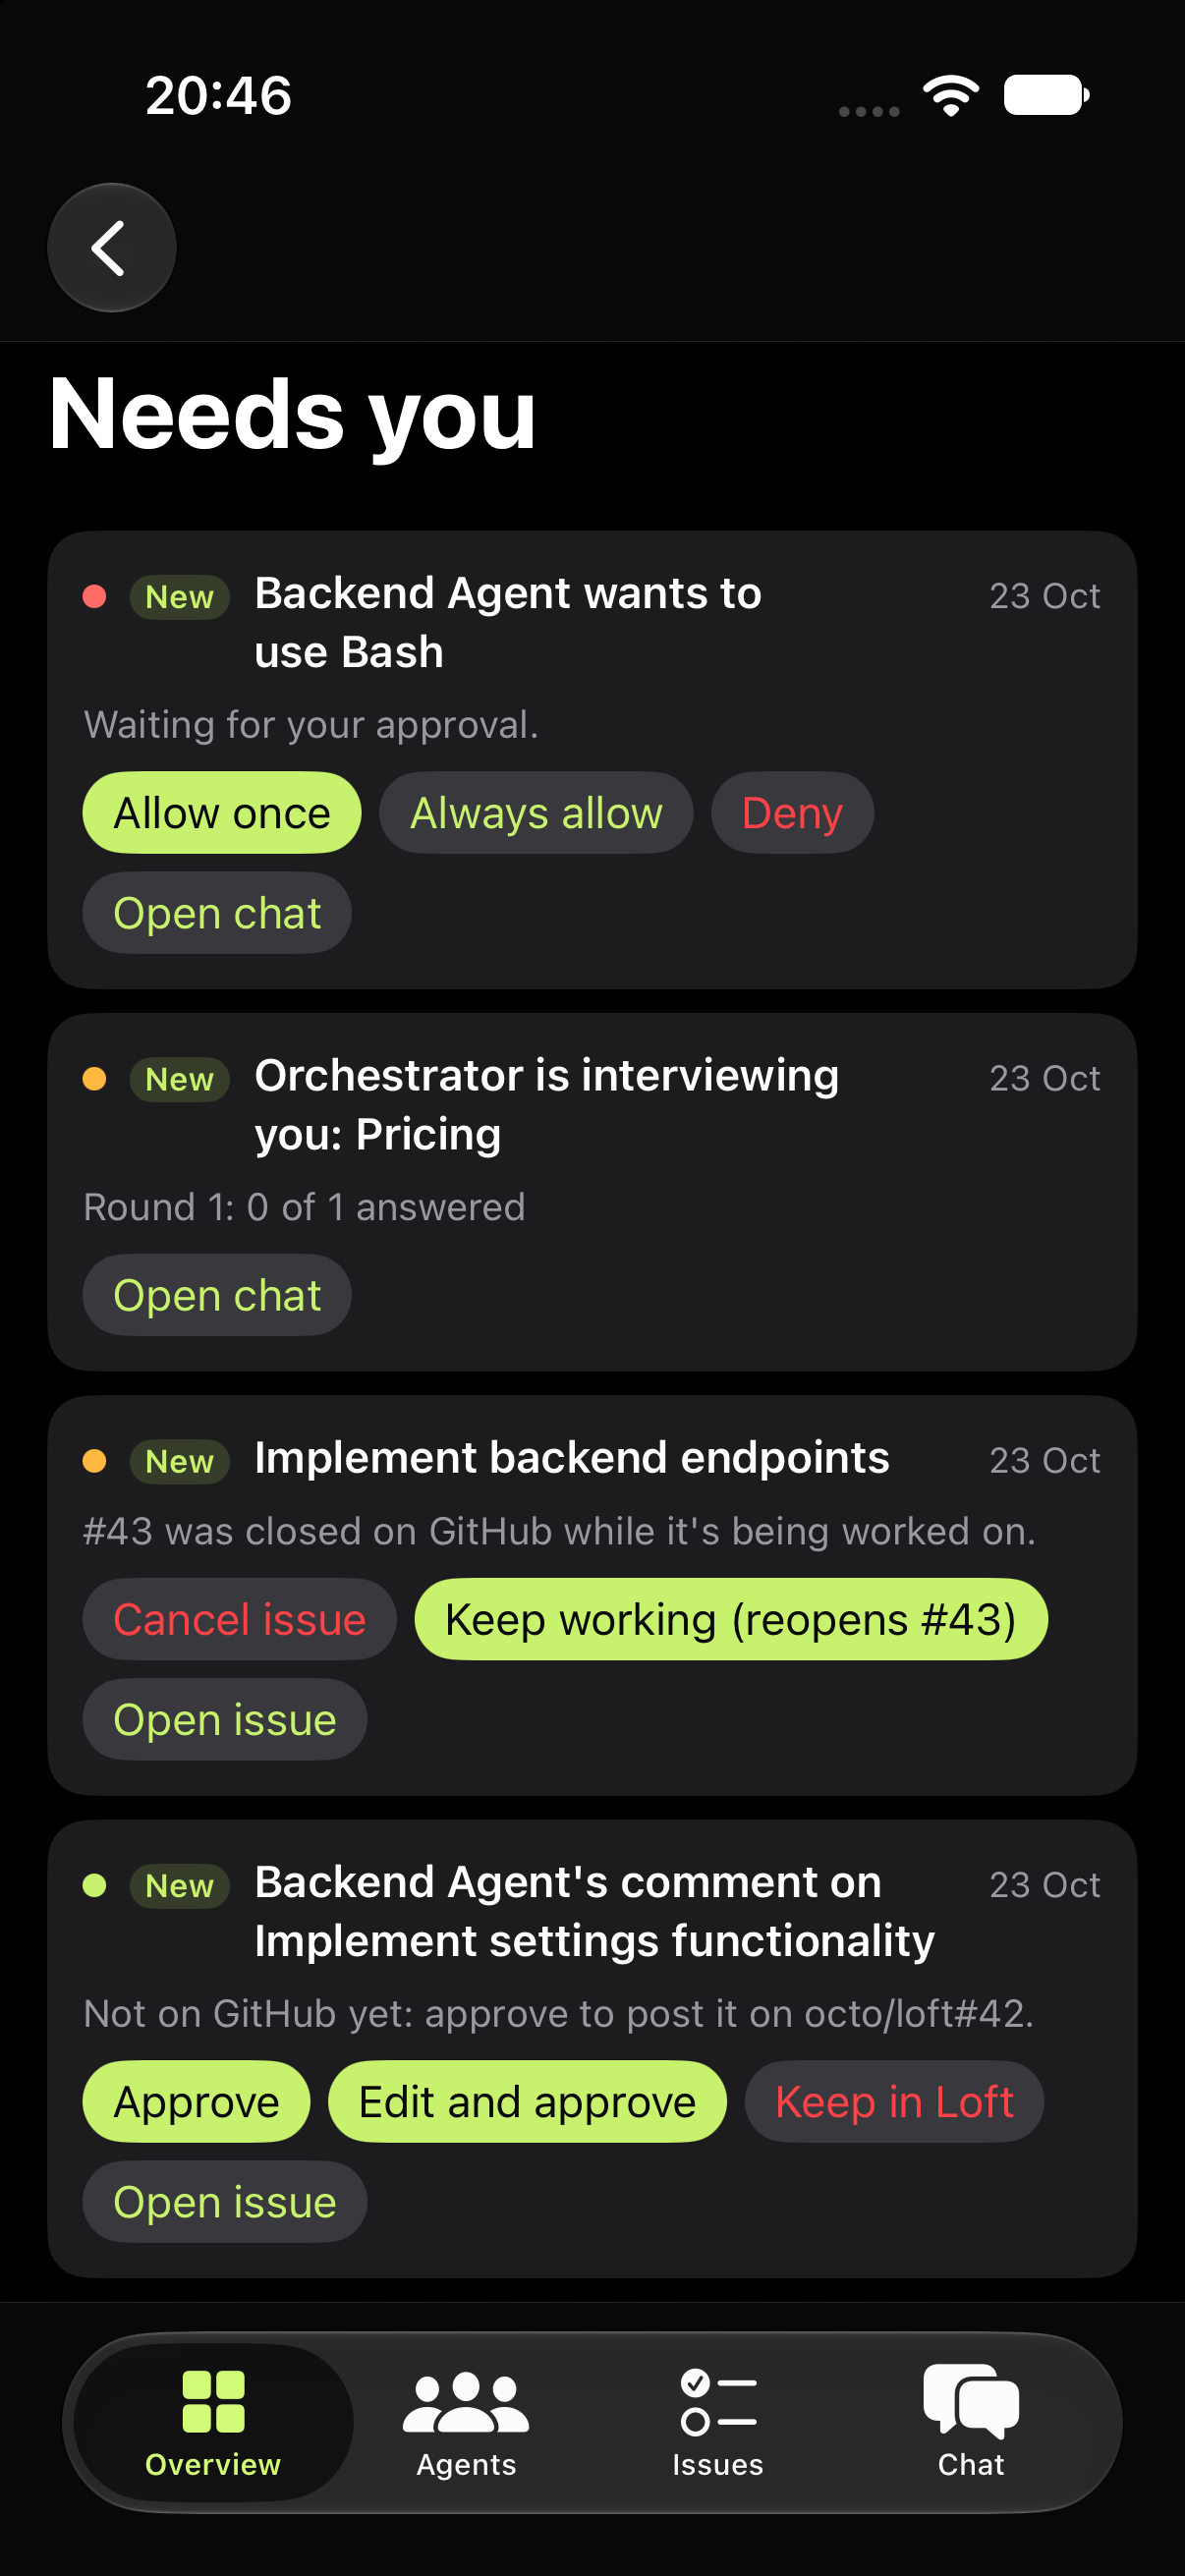 20:46
Needs you
New Backend Agent wants to 23 Oct
use Bash
Waiting for your approval.
Allow once Always allow Deny
Open chat
New Orchestrator is interviewing 23 Oct
you: Pricing
Round 1: 0 of 1 answered
Open chat
New Implement backend endpoints 23 Oct
#43 was closed on GitHub while it's being worked on.
Cancel issue Keep working (reopens #43)
Open issue
New Backend Agent's comment on 23 Oct
Implement settings functionality
Not on GitHub yet: approve to post it on octo/loft#42.
Approve Edit and approve Keep in Loft
Open issue
Overview Agents Issues Chat